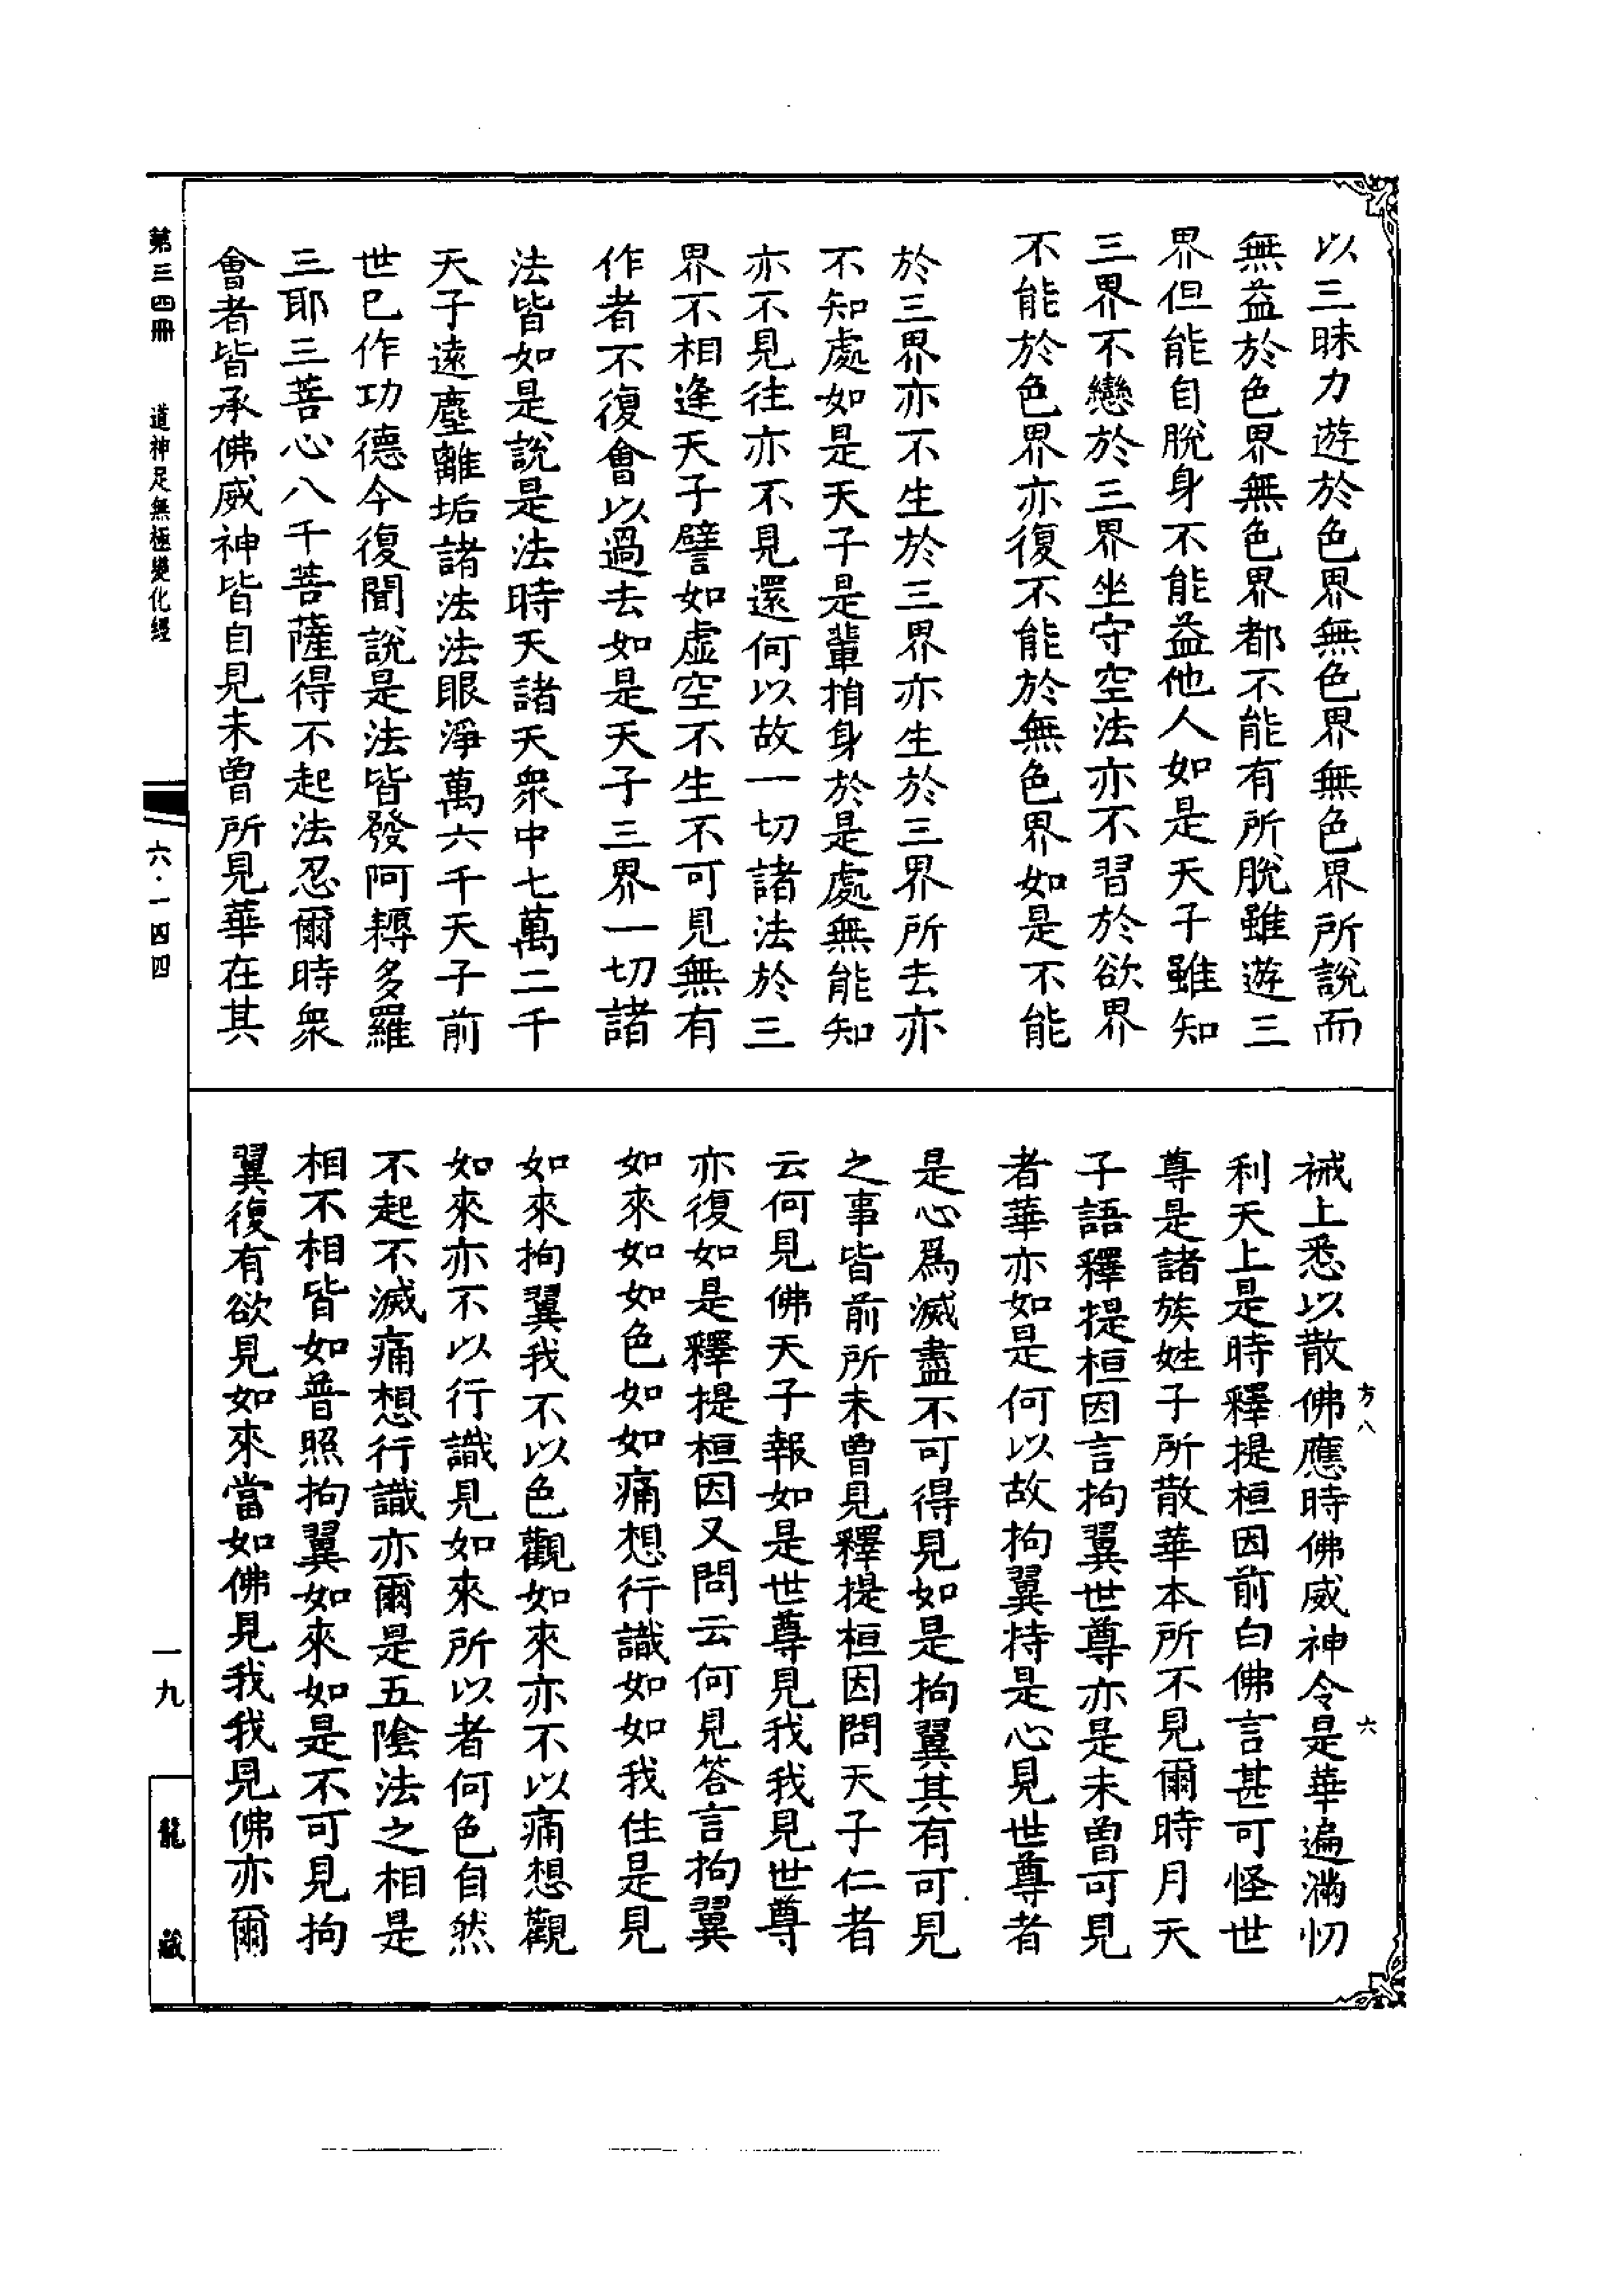 以三昧力遊於色界無色界無色界所說而
無益於色界無色界都不能有所脫雖遊三
界但能自脫身不能益他人如是天子雖知
三界不戀於三界坐守空法亦不習於欲界
不能於色界亦復不能於無色界如是不能
於三界亦不生於三界亦生於三界所去亦
不知處如是天子是輩捐身於是處無能知
亦不見往亦不見還何以故一切諸法於三
界不相逢天子譬如虛空不生不可見無有
作者不復會以過去如是天子三界一切諸
法皆如是說是法時天諸天眾中七萬二千
天子遠塵離垢諸法法眼淨萬六千天子前
世已作功德今復聞說是法皆發阿耨多羅
三耶三菩心八千菩薩得不起法忍爾時眾
會者皆承佛威神皆自見未曾所見華在其
祴上悉以散佛應時佛威神令是華遍滿忉
利天上是時釋提桓因前白佛言甚可怪世
尊是諸族姓子所散華本所不見爾時月天
子語釋提桓因言拘翼世尊亦是未曾可見
者華亦如是何以故拘翼持是心見世尊者
是心為滅盡不可得見如是拘翼其有可見
之事皆前所未曾見釋提桓因問天子仁者
云何見佛天子報如是世尊見我我見世尊
亦復如是釋提桓因又問云何見答言拘翼
如來如如色如如痛想行識如如我住是見
如來拘翼我不以色觀如來亦不以痛想觀
如來亦不以行識見如來所以者何色自然
不起不滅痛想行識亦爾是五陰法之相是
相不相皆如普照拘翼如來如是不可見拘
翼復有欲見如來當如佛見我我見佛亦爾
方八
六
第三四冊
道神足無極變化經
六·一四四
一九
龍藏